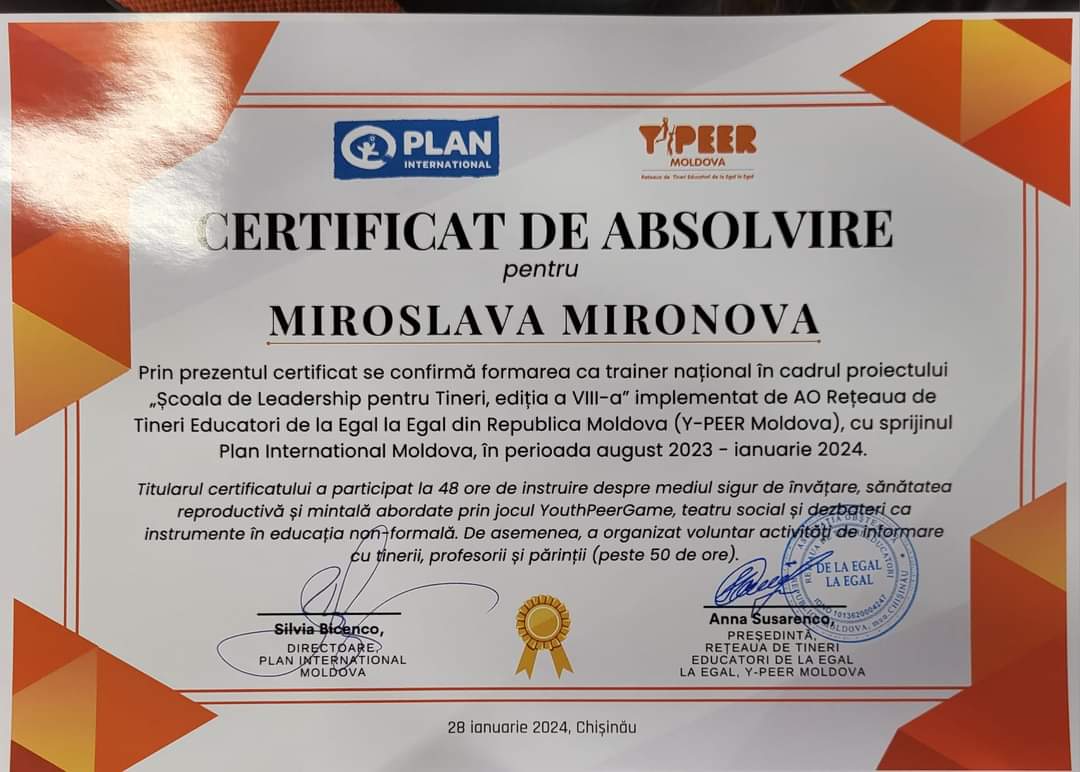 PLAN
INTERNATIONAL
Y-PEER
MOLDOVA
Rețeaua de Tineri Educatori de la Egal la Egal
CERTIFICAT DE ABSOLVIRE
pentru
MIROSLAVA MIRONOVA
Prin prezentul certificat se confirmă formarea ca trainer național în cadrul proiectului
„Școala de Leadership pentru Tineri, ediția a VIII-a” implementat de AO Rețeaua de
Tineri Educatori de la Egal la Egal din Republica Moldova (Y-PEER Moldova), cu sprijinul
Plan International Moldova, în perioada august 2023 - ianuarie 2024.
Titularul certificatului a participat la 48 ore de instruire despre mediul sigur de învățare, sănătatea
reproductivă și mintală abordate prin jocul YouthPeerGame, teatru social și dezbateri ca
instrumente în educația non-formală. De asemenea, a organizat voluntar activități de informare
cu tinerii, profesorii și părinții (peste 50 de ore).
Silvia Bicenco,
DIRECTOARE,
PLAN INTERNATIONAL
MOLDOVA
DE LA EGAL
LA EGAL
IDNO 1013620004247
MOLDOVA, mun. CHIȘINĂU
Anna Susarenco,
PREȘEDINTĂ,
REȚEAUA DE TINERI
EDUCATORI DE LA EGAL
LA EGAL, Y-PEER MOLDOVA
28 ianuarie 2024, Chișinău